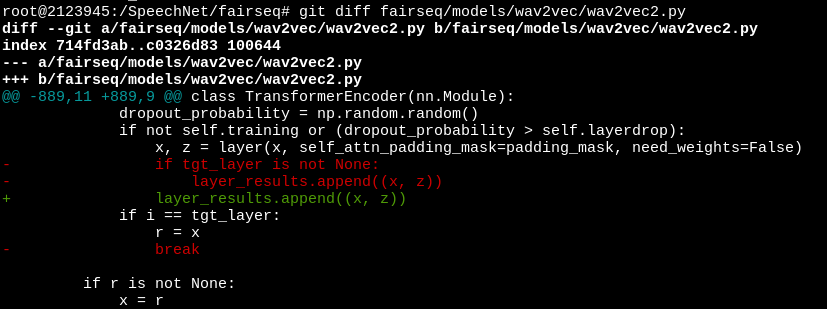 root@2123945:/SpeechNet/fairseq# git diff fairseq/models/wav2vec/wav2vec2.py
diff --git a/fairseq/models/wav2vec/wav2vec2.py b/fairseq/models/wav2vec/wav2vec2.py
index 714fd3ab..c0326d83 100644
--- a/fairseq/models/wav2vec/wav2vec2.py
+++ b/fairseq/models/wav2vec/wav2vec2.py
@@ -889,11 +889,9 @@ class TransformerEncoder(nn.Module):
             dropout_probability = np.random.random()
             if not self.training or (dropout_probability > self.layerdrop):
                 x, z = layer(x, self_attn_padding_mask=padding_mask, need_weights=False)
-                if tgt_layer is not None:
-                    layer_results.append((x, z))
+                layer_results.append((x, z))
             if i == tgt_layer:
                 r = x
-                break
         if r is not None:
             x = r